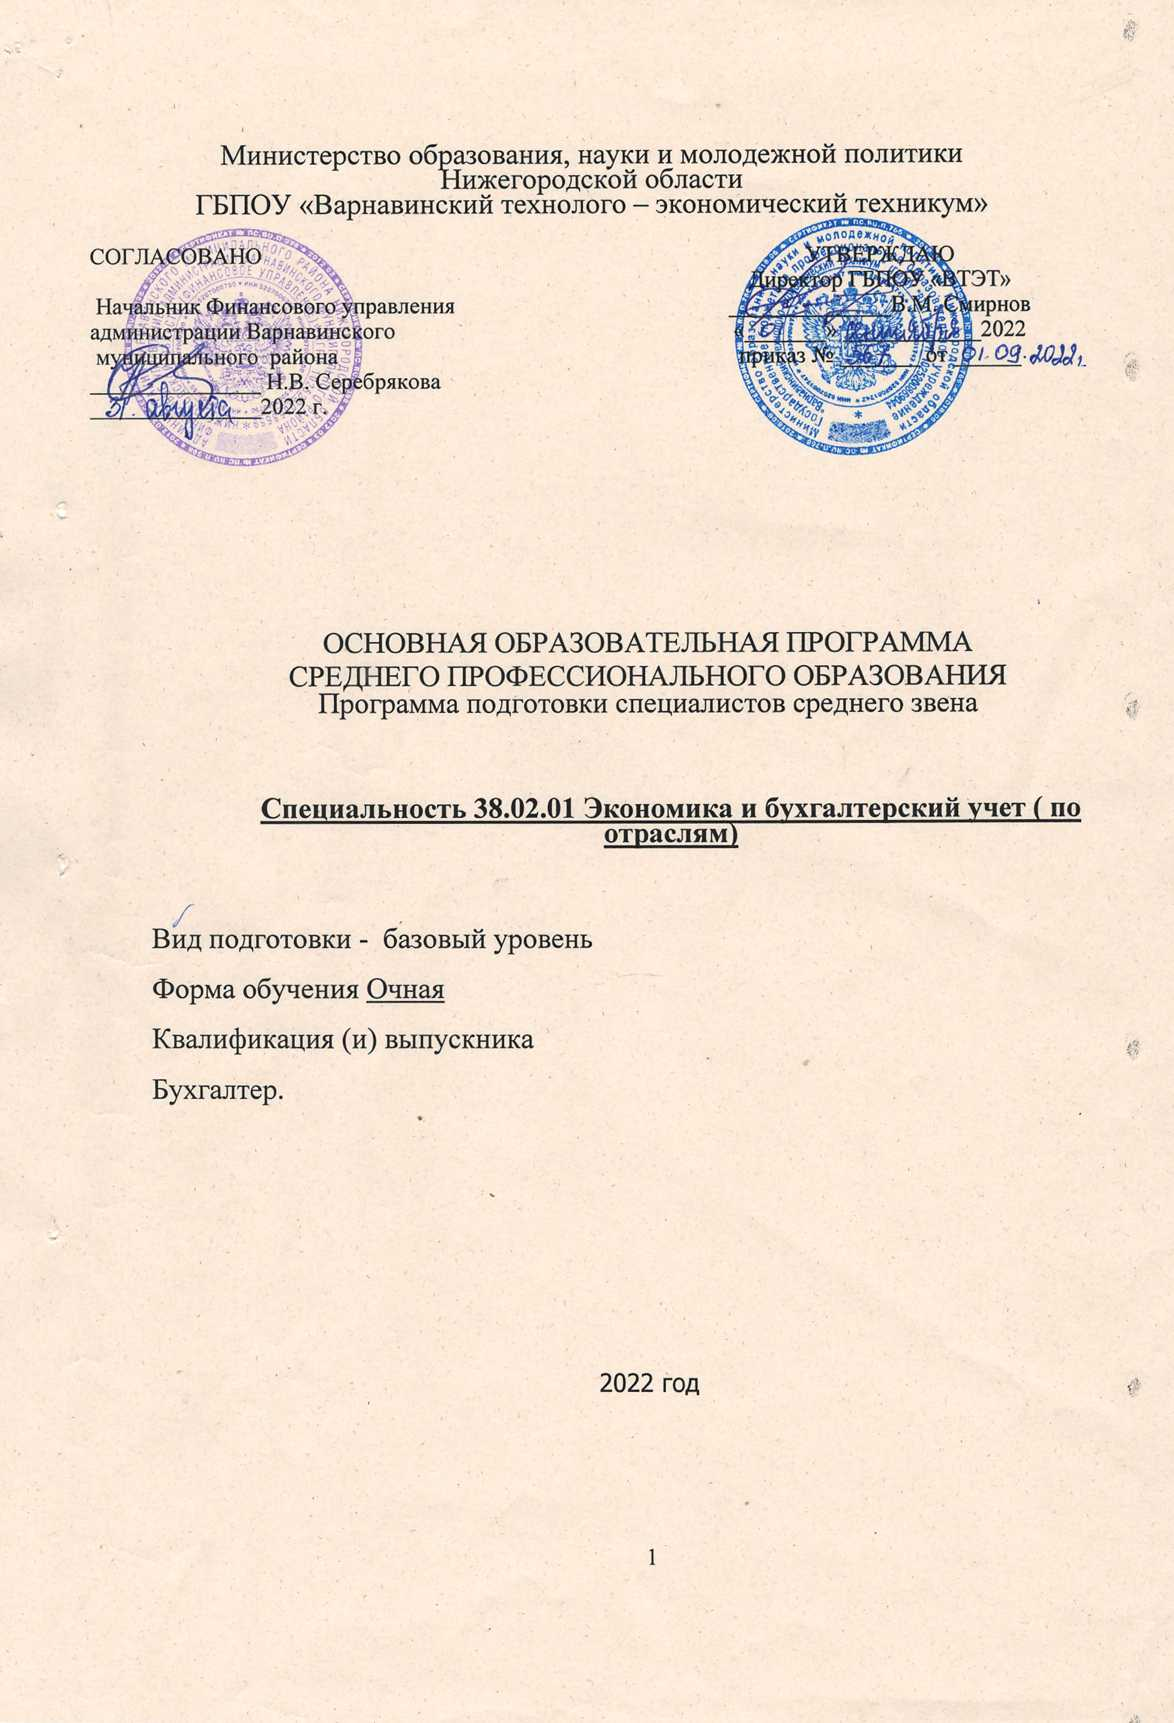 Министерство образования, науки и молодежной политики
Нижегородской области
ГБПОУ «Варнавинский технолого – экономический техникум»
СОГЛАСОВАНО
Начальник Финансового управления
администрации Варнавинского
муниципального района
Н.В. Серебрякова
31 августа 2022 г.
УТВЕРЖДАЮ
Директор ГБПОУ «ВТЭТ»
В.М. Смирнов
«01» сентября 2022
приказ № от 01.09.2022г.
ОСНОВНАЯ ОБРАЗОВАТЕЛЬНАЯ ПРОГРАММА
СРЕДНЕГО ПРОФЕССИОНАЛЬНОГО ОБРАЗОВАНИЯ
Программа подготовки специалистов среднего звена
Специальность 38.02.01 Экономика и бухгалтерский учет ( по
отраслям)
Вид подготовки - базовый уровень
Форма обучения Очная
Квалификация (и) выпускника
Бухгалтер.
2022 год
1